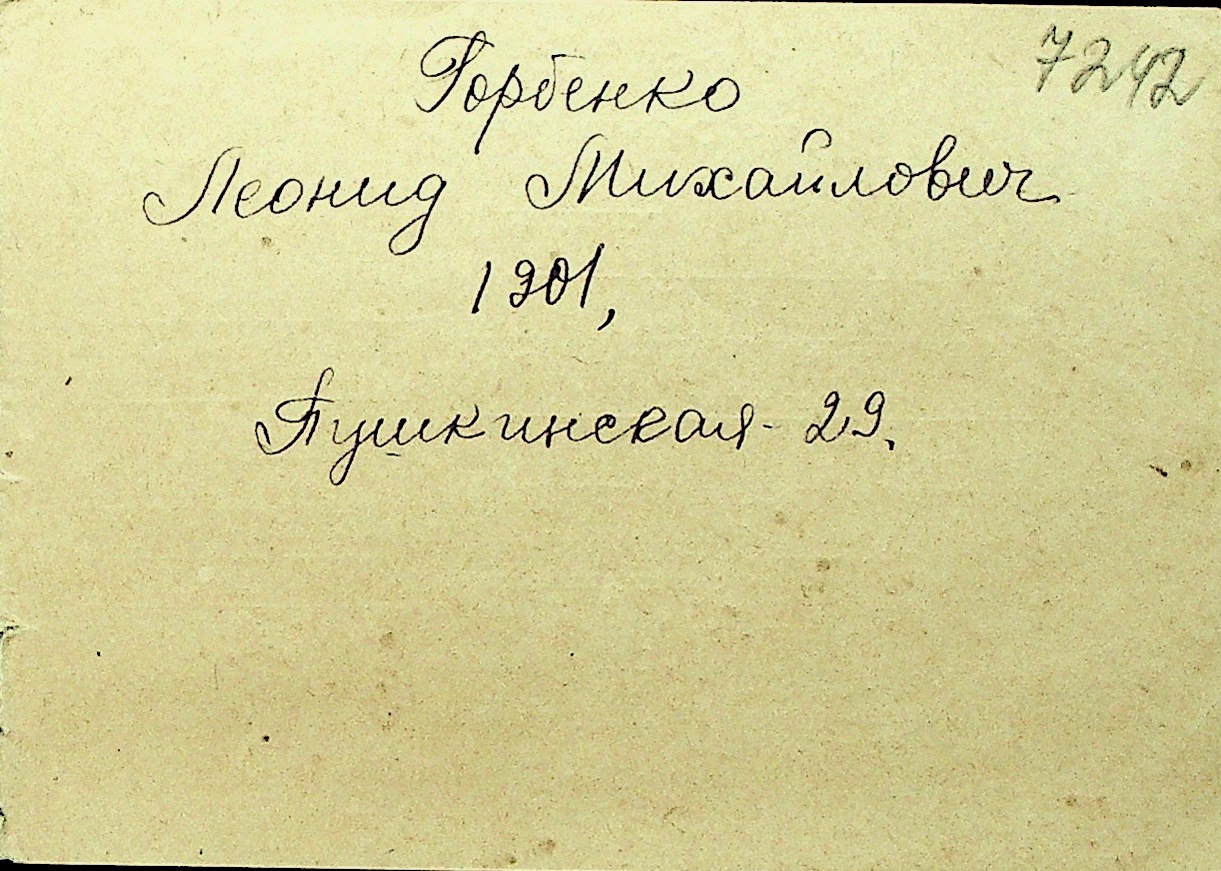 7242
Горбенко
Леонид Михайлович
1901,
Пушкинская - 29.